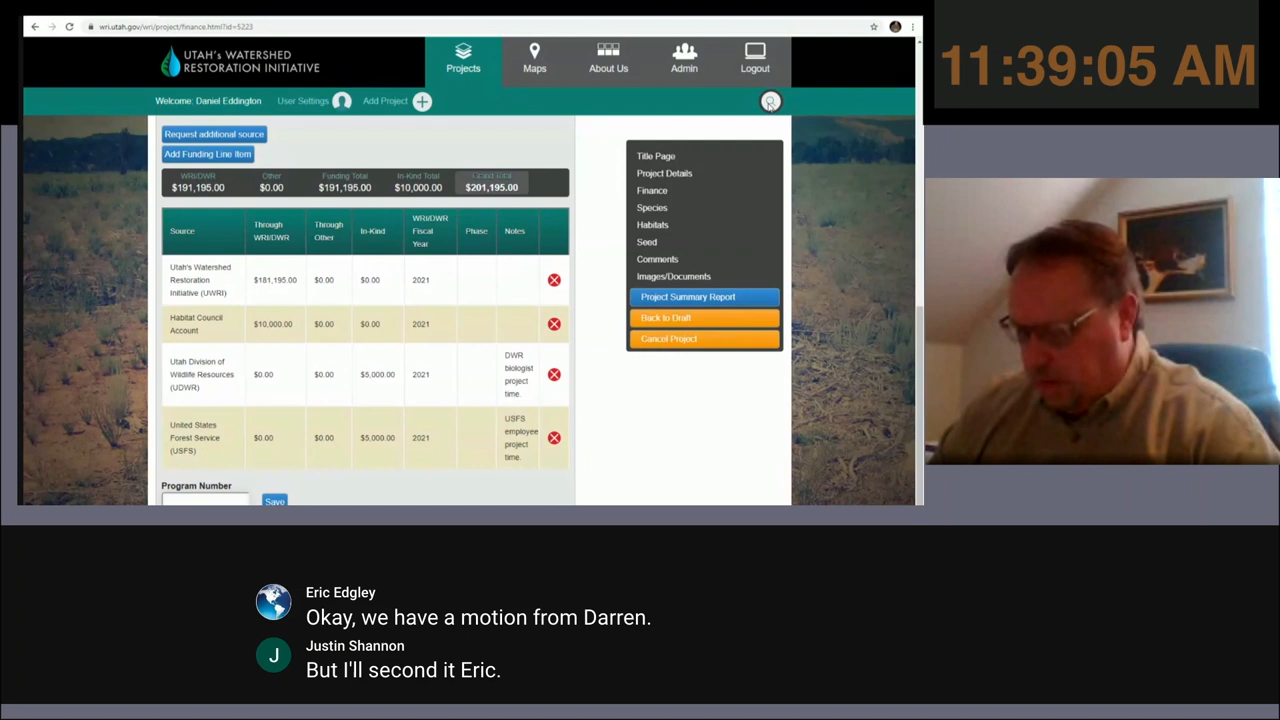 wri.utah.gov/wri/project/finance.html?id=5223
11:39:05 AM
UTAH'S WATERSHED
RESTORATION INITIATIVE
Projects
Maps
About Us
Admin
Logout
Welcome: Daniel Eddington
User Settings
Add Project
Request additional source
Add Funding Line Item
WRI/DWR
$191,195.00
Other
$0.00
Funding Total
$191,195.00
In-Kind Total
$10,000.00
Grand Total
$201,195.00
Source
Through
WRI/DWR
Through
Other
In-Kind
WRI/DWR
Fiscal
Year
Phase
Notes
Utah's Watershed
Restoration
Initiative (UWRI)
$181,195.00
$0.00
$0.00
2021
Habitat Council
Account
$10,000.00
$0.00
$0.00
2021
Utah Division of
Wildlife Resources
(UDWR)
$0.00
$0.00
$5,000.00
2021
DWR
biologist
project
time.
United States
Forest Service
(USFS)
$0.00
$0.00
$5,000.00
2021
USFS
employee
project
time.
Program Number
Save
Title Page
Project Details
Finance
Species
Habitats
Seed
Comments
Images/Documents
Project Summary Report
Back to Draft
Cancel Project
Eric Edgley
Okay, we have a motion from Darren.
J
Justin Shannon
But I'll second it Eric.